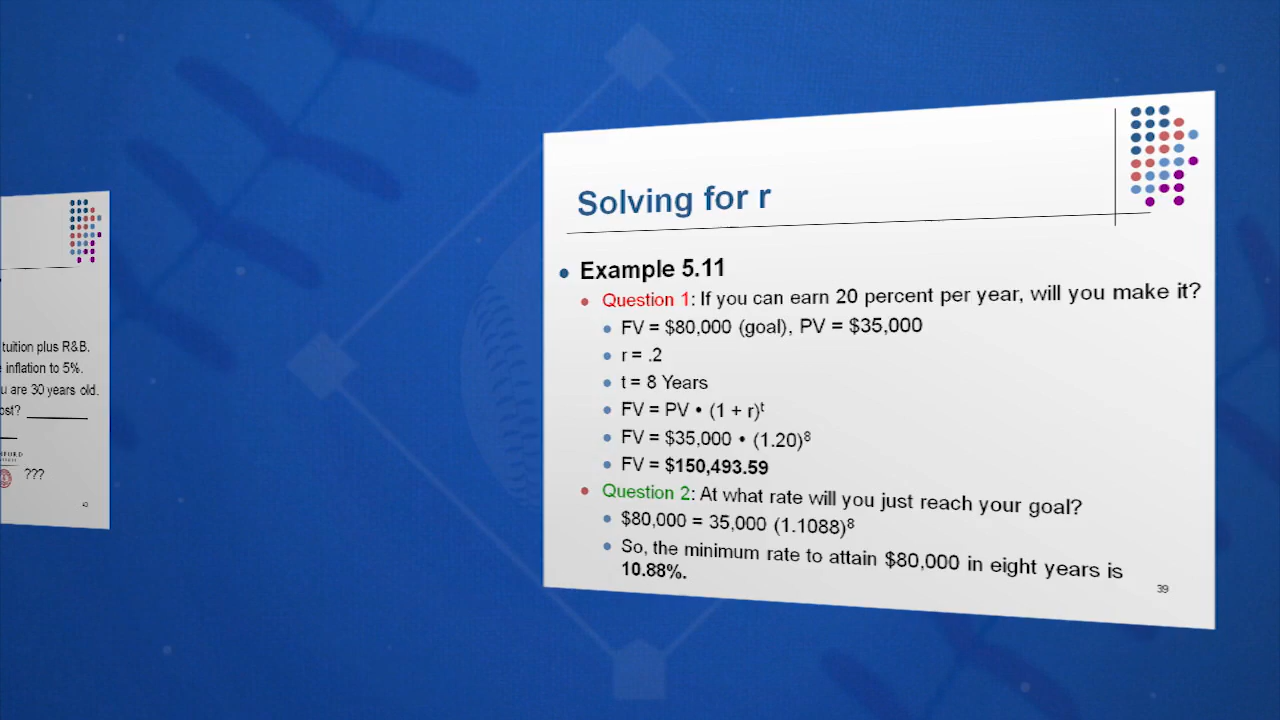 Solving for r
Example 5.11
Question 1: If you can earn 20 percent per year, will you make it?
FV = $80,000 (goal), PV = $35,000
r = .2
t = 8 Years
FV = PV • (1 + r)ᵗ
FV = $35,000 • (1.20)⁸
FV = $150,493.59
Question 2: At what rate will you just reach your goal?
$80,000 = 35,000 (1.1088)⁸
So, the minimum rate to attain $80,000 in eight years is
10.88%.
39
tuition plus R&B.
inflation to 5%.
are 30 years old.
???